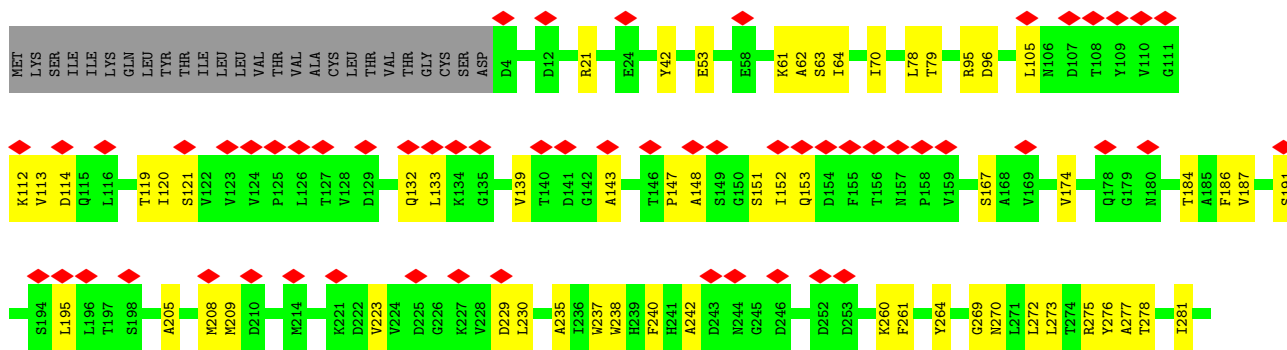 MET LYS SER ILE ILE LYS GLN LEU TYR THR ILE LEU LEU VAL THR VAL ALA CYS LEU THR VAL THR GLY CYS SER ASP D4 D12 R21 E24 Y42 E53 E58 K61 A62 S63 I64 I70 L78 T79 R95 D96 L105 N106 D107 T108 Y109 V110 G111
K112 V113 D114 Q115 L116 T119 I120 S121 V122 V123 V124 P125 L126 T127 V128 D129 Q132 L133 K134 G135 V139 T140 D141 G142 A143 T146 P147 A148 S149 G150 S151 I152 Q153 D154 F155 T156 N157 P158 V159 S167 A168 V169 V174 Q178 G179 N180 T184 A185 F186 V187
S194 L195 L196 T197 S198 A205 M208 M209 D210 M214 K221 D222 V223 V224 D225 G226 K227 V228 D229 L230 A235 I236 W237 W238 H239 F240 H241 A242 D243 N244 G245 D246 D252 D253 K260 F261 Y264 G269 N270 L271 L272 L273 T274 R275 Y276 A277 T278 I281